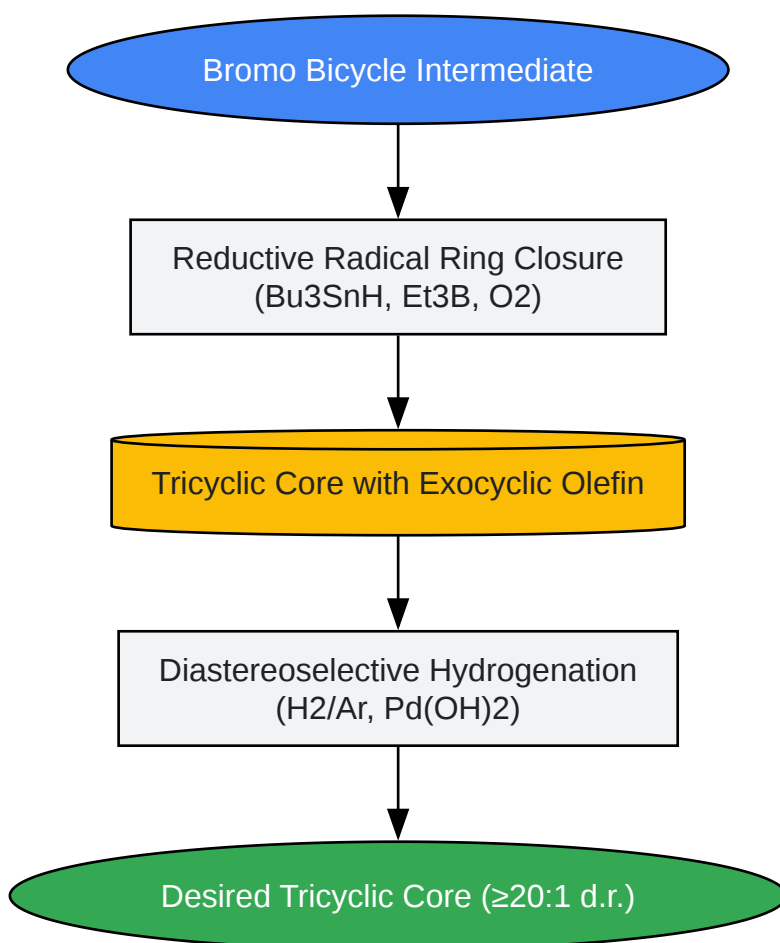 Bromo Bicycle Intermediate
Reductive Radical Ring Closure
(Bu3SnH, Et3B, O2)
Tricyclic Core with Exocyclic Olefin
Diastereoselective Hydrogenation
(H2/Ar, Pd(OH)2)
Desired Tricyclic Core (≥20:1 d.r.)